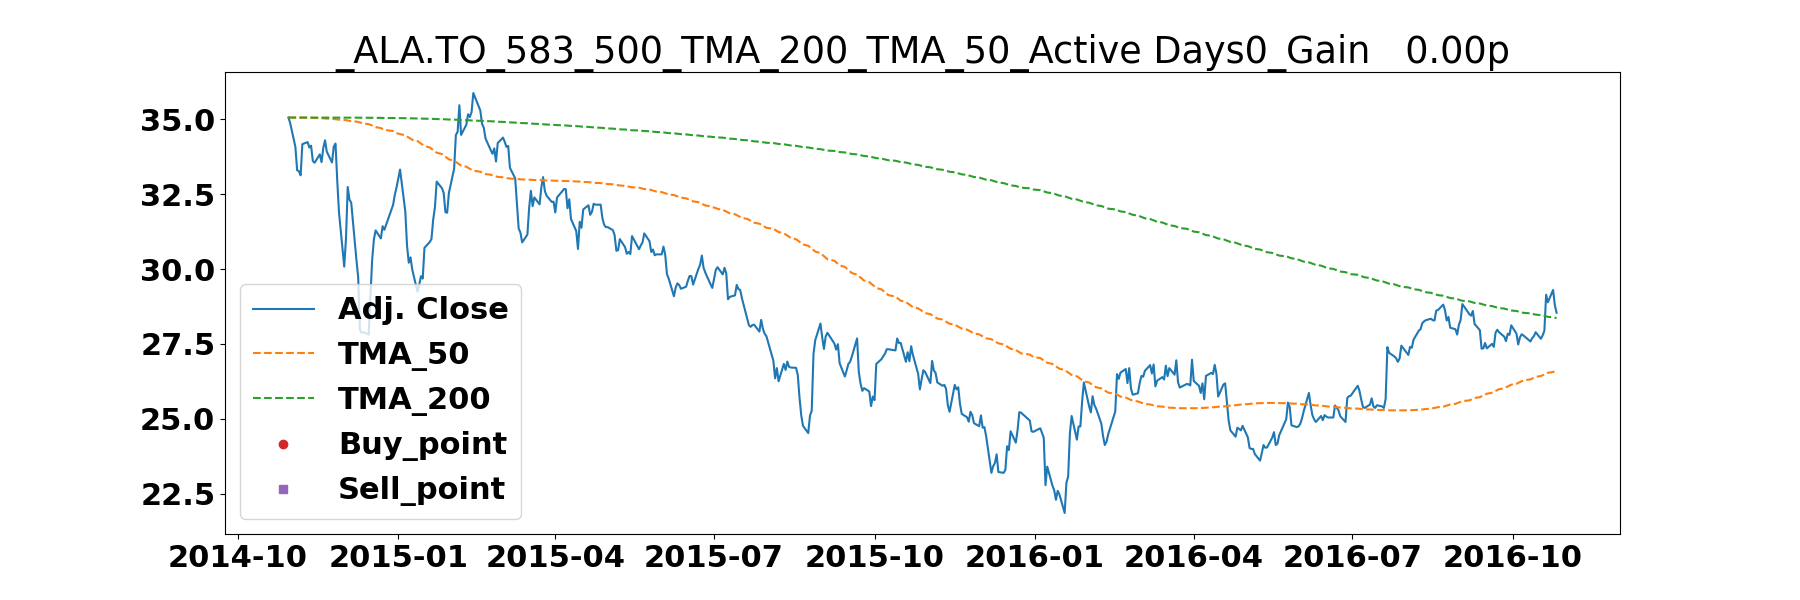 _ALA.TO_583_500_TMA_200_TMA_50_Active Days0_Gain   0.00p
35.0
32.5
30.0
27.5
25.0
22.5
Adj. Close
TMA_50
TMA_200
Buy_point
Sell_point
2014-10 2015-01 2015-04 2015-07 2015-10 2016-01 2016-04 2016-07 2016-10